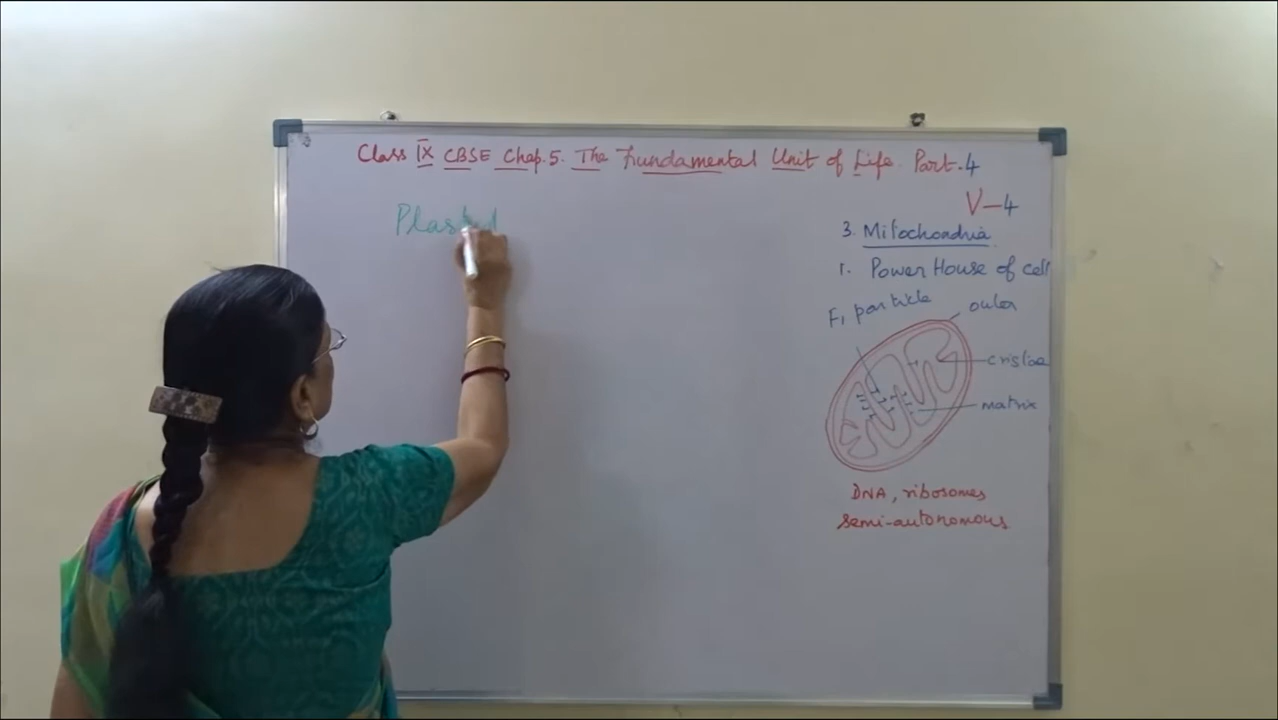 Class IX CBSE Chap.5. The Fundamental Unit of Life. Part.4
V-4
3. Mitochondria
1. Power House of cell
F1 particle
outer
cristae
matrix
DNA, ribosomes
semi-autonomous